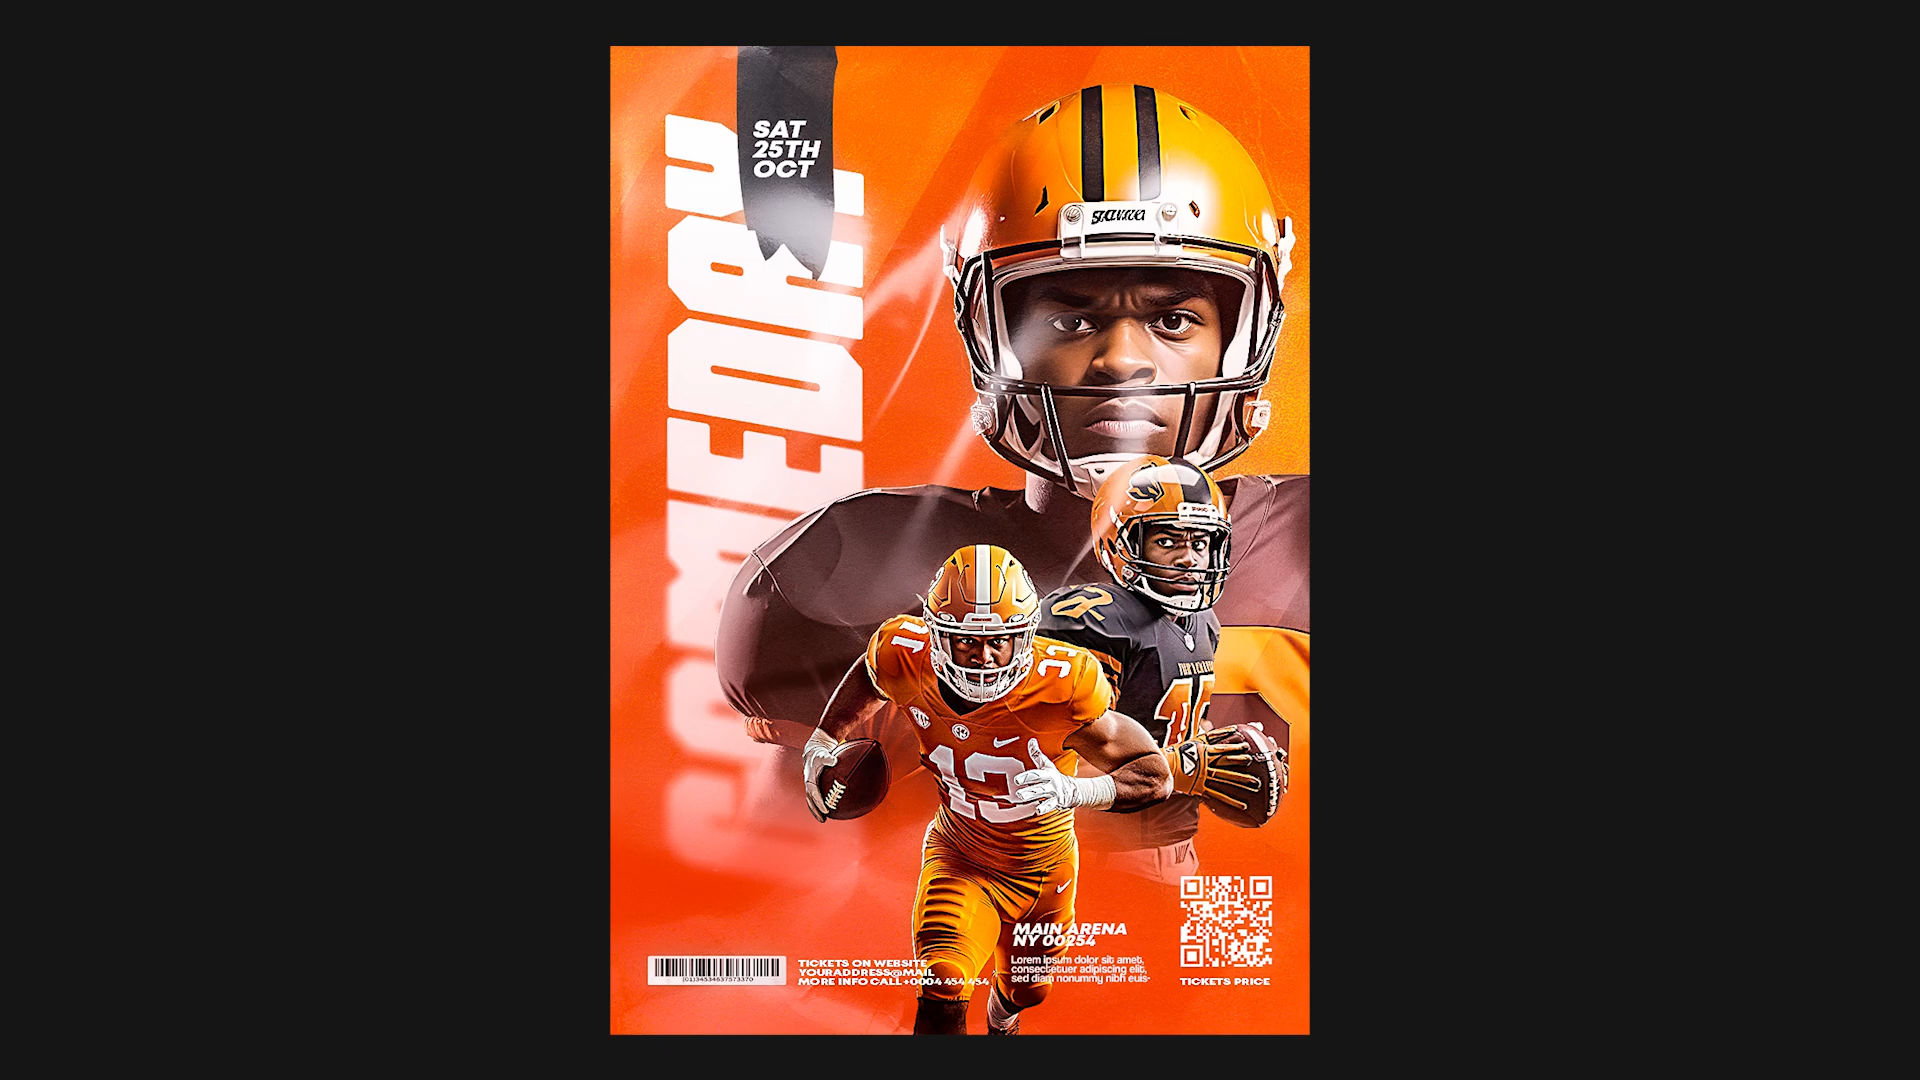 SAT
25TH
OCT
GAMEDAY
13
MAIN ARENA
NY 00254
Lorem ipsum dolor sit amet,
consectetuer adipiscing elit,
sed diam nonummy nibh euis-
TICKETS ON WEBSITE
YOURADDRESS@MAIL
MORE INFO CALL +0004 454 454
TICKETS PRICE